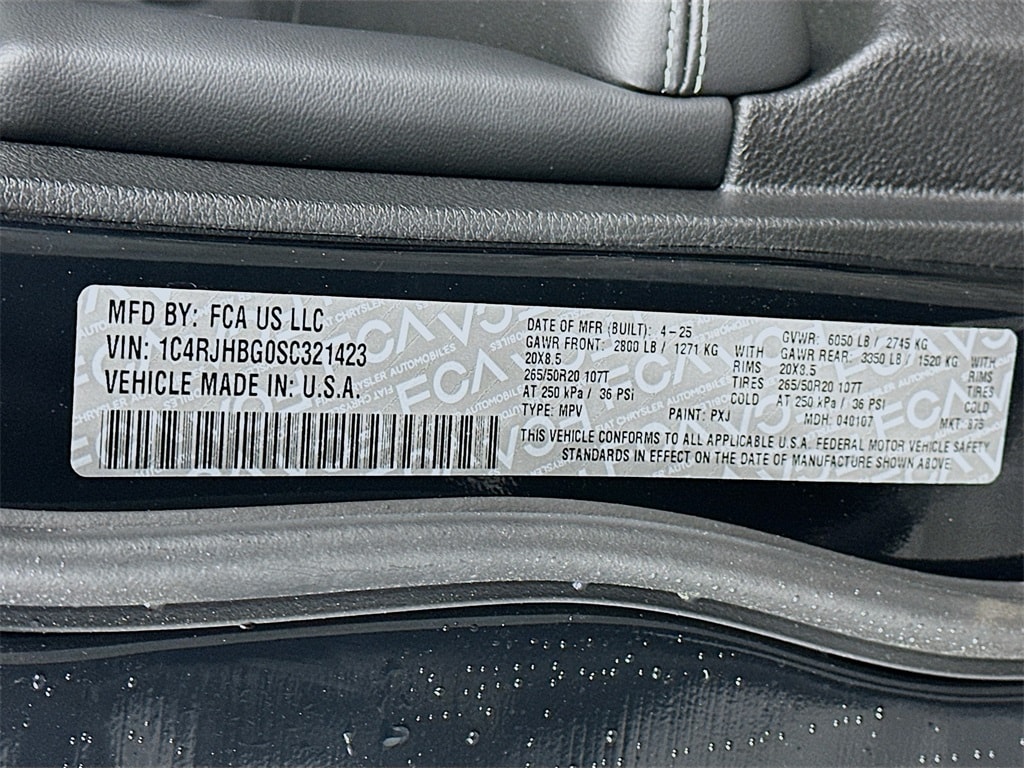 MFD BY: FCA US LLC
VIN: 1C4RJHBG0SC321423
VEHICLE MADE IN: U.S.A.
DATE OF MFR (BUILT): 4-25
GAWR FRONT: 2800 LB / 1271 KG WITH
20X8.5 RIMS
265/50R20 107T TIRES
AT 250 kPa / 36 PSI COLD
TYPE: MPV
PAINT: PXJ
GVWR: 6050 LB / 2745 KG
GAWR REAR: 3350 LB / 1520 KG WITH
20X8.5 RIMS
265/50R20 107T TIRES
AT 250 kPa / 36 PSI COLD
MDH: 040107
MKT:
THIS VEHICLE CONFORMS TO ALL APPLICABLE U.S.A. FEDERAL MOTOR VEHICLE SAFETY
STANDARDS IN EFFECT ON THE DATE OF MANUFACTURE SHOWN ABOVE.